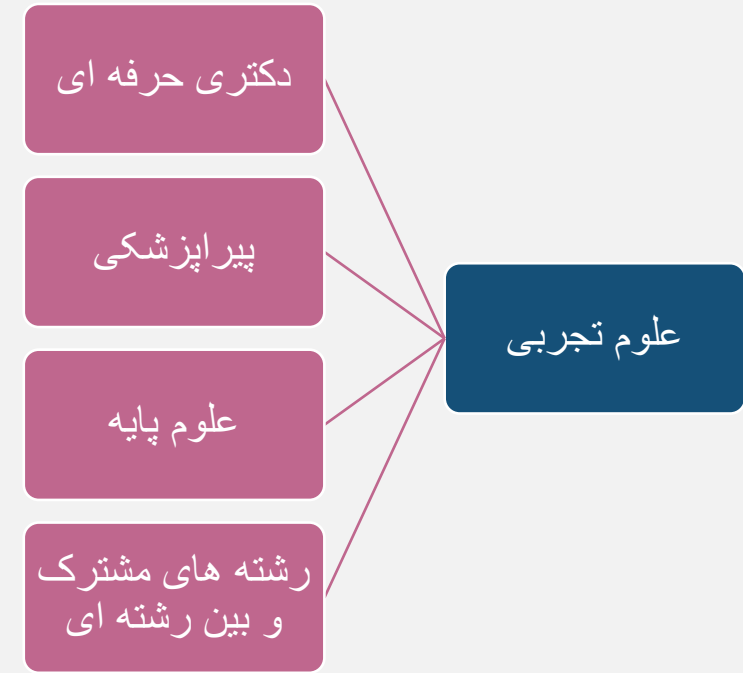 علوم تجربی
دکتری حرفه ای
پیراپزشکی
علوم پایه
رشته های مشترک
و بین رشته ای